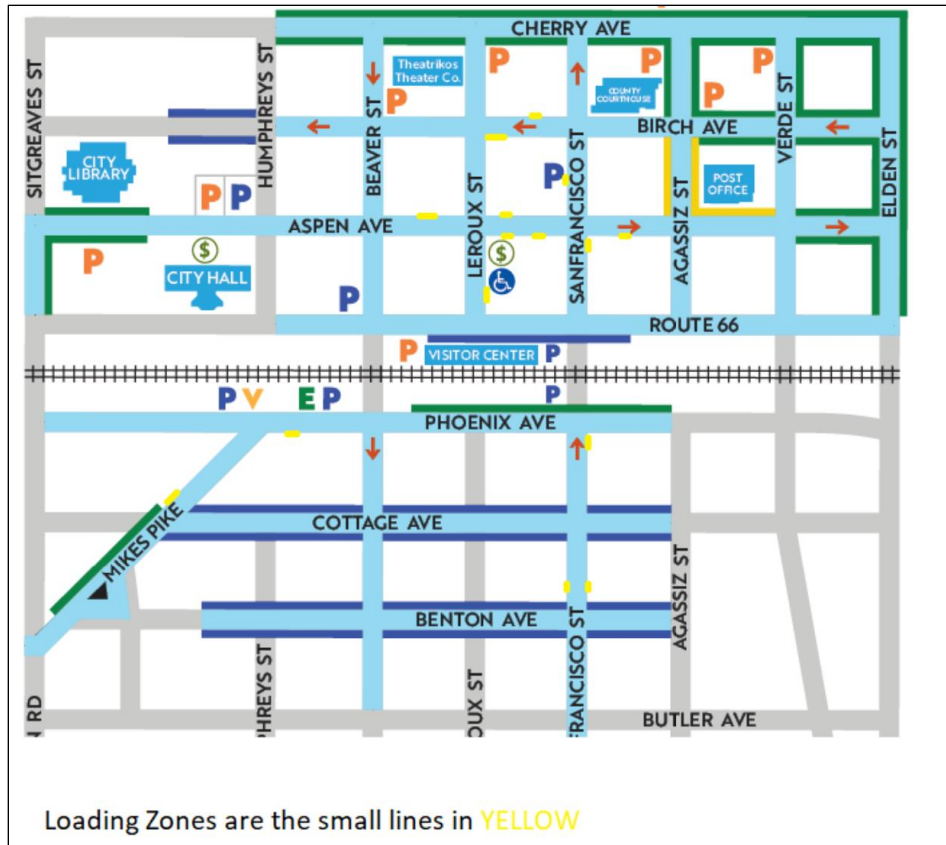 CHERRY AVE
Theatrikos
Theater Co.
P
P
P
P
P
COUNTY
COURTHOUSE
SITGREAVES ST
HUMPHREYS ST
BEAVER ST
BIRCH AVE
VERDE ST
CITY
LIBRARY
SANFRANCISCO ST
P
POST
OFFICE
ELDEN ST
P P
LEROUX ST
AGASSIZ ST
ASPEN AVE
P
$
CITY HALL
$
P
ROUTE 66
P
VISITOR CENTER
P
P V
E P
P
PHOENIX AVE
MIKES PIKE
COTTAGE AVE
AGASSIZ ST
BENTON AVE
N RD
PHREYS ST
OUX ST
FRANCISCO ST
BUTLER AVE
Loading Zones are the small lines in YELLOW